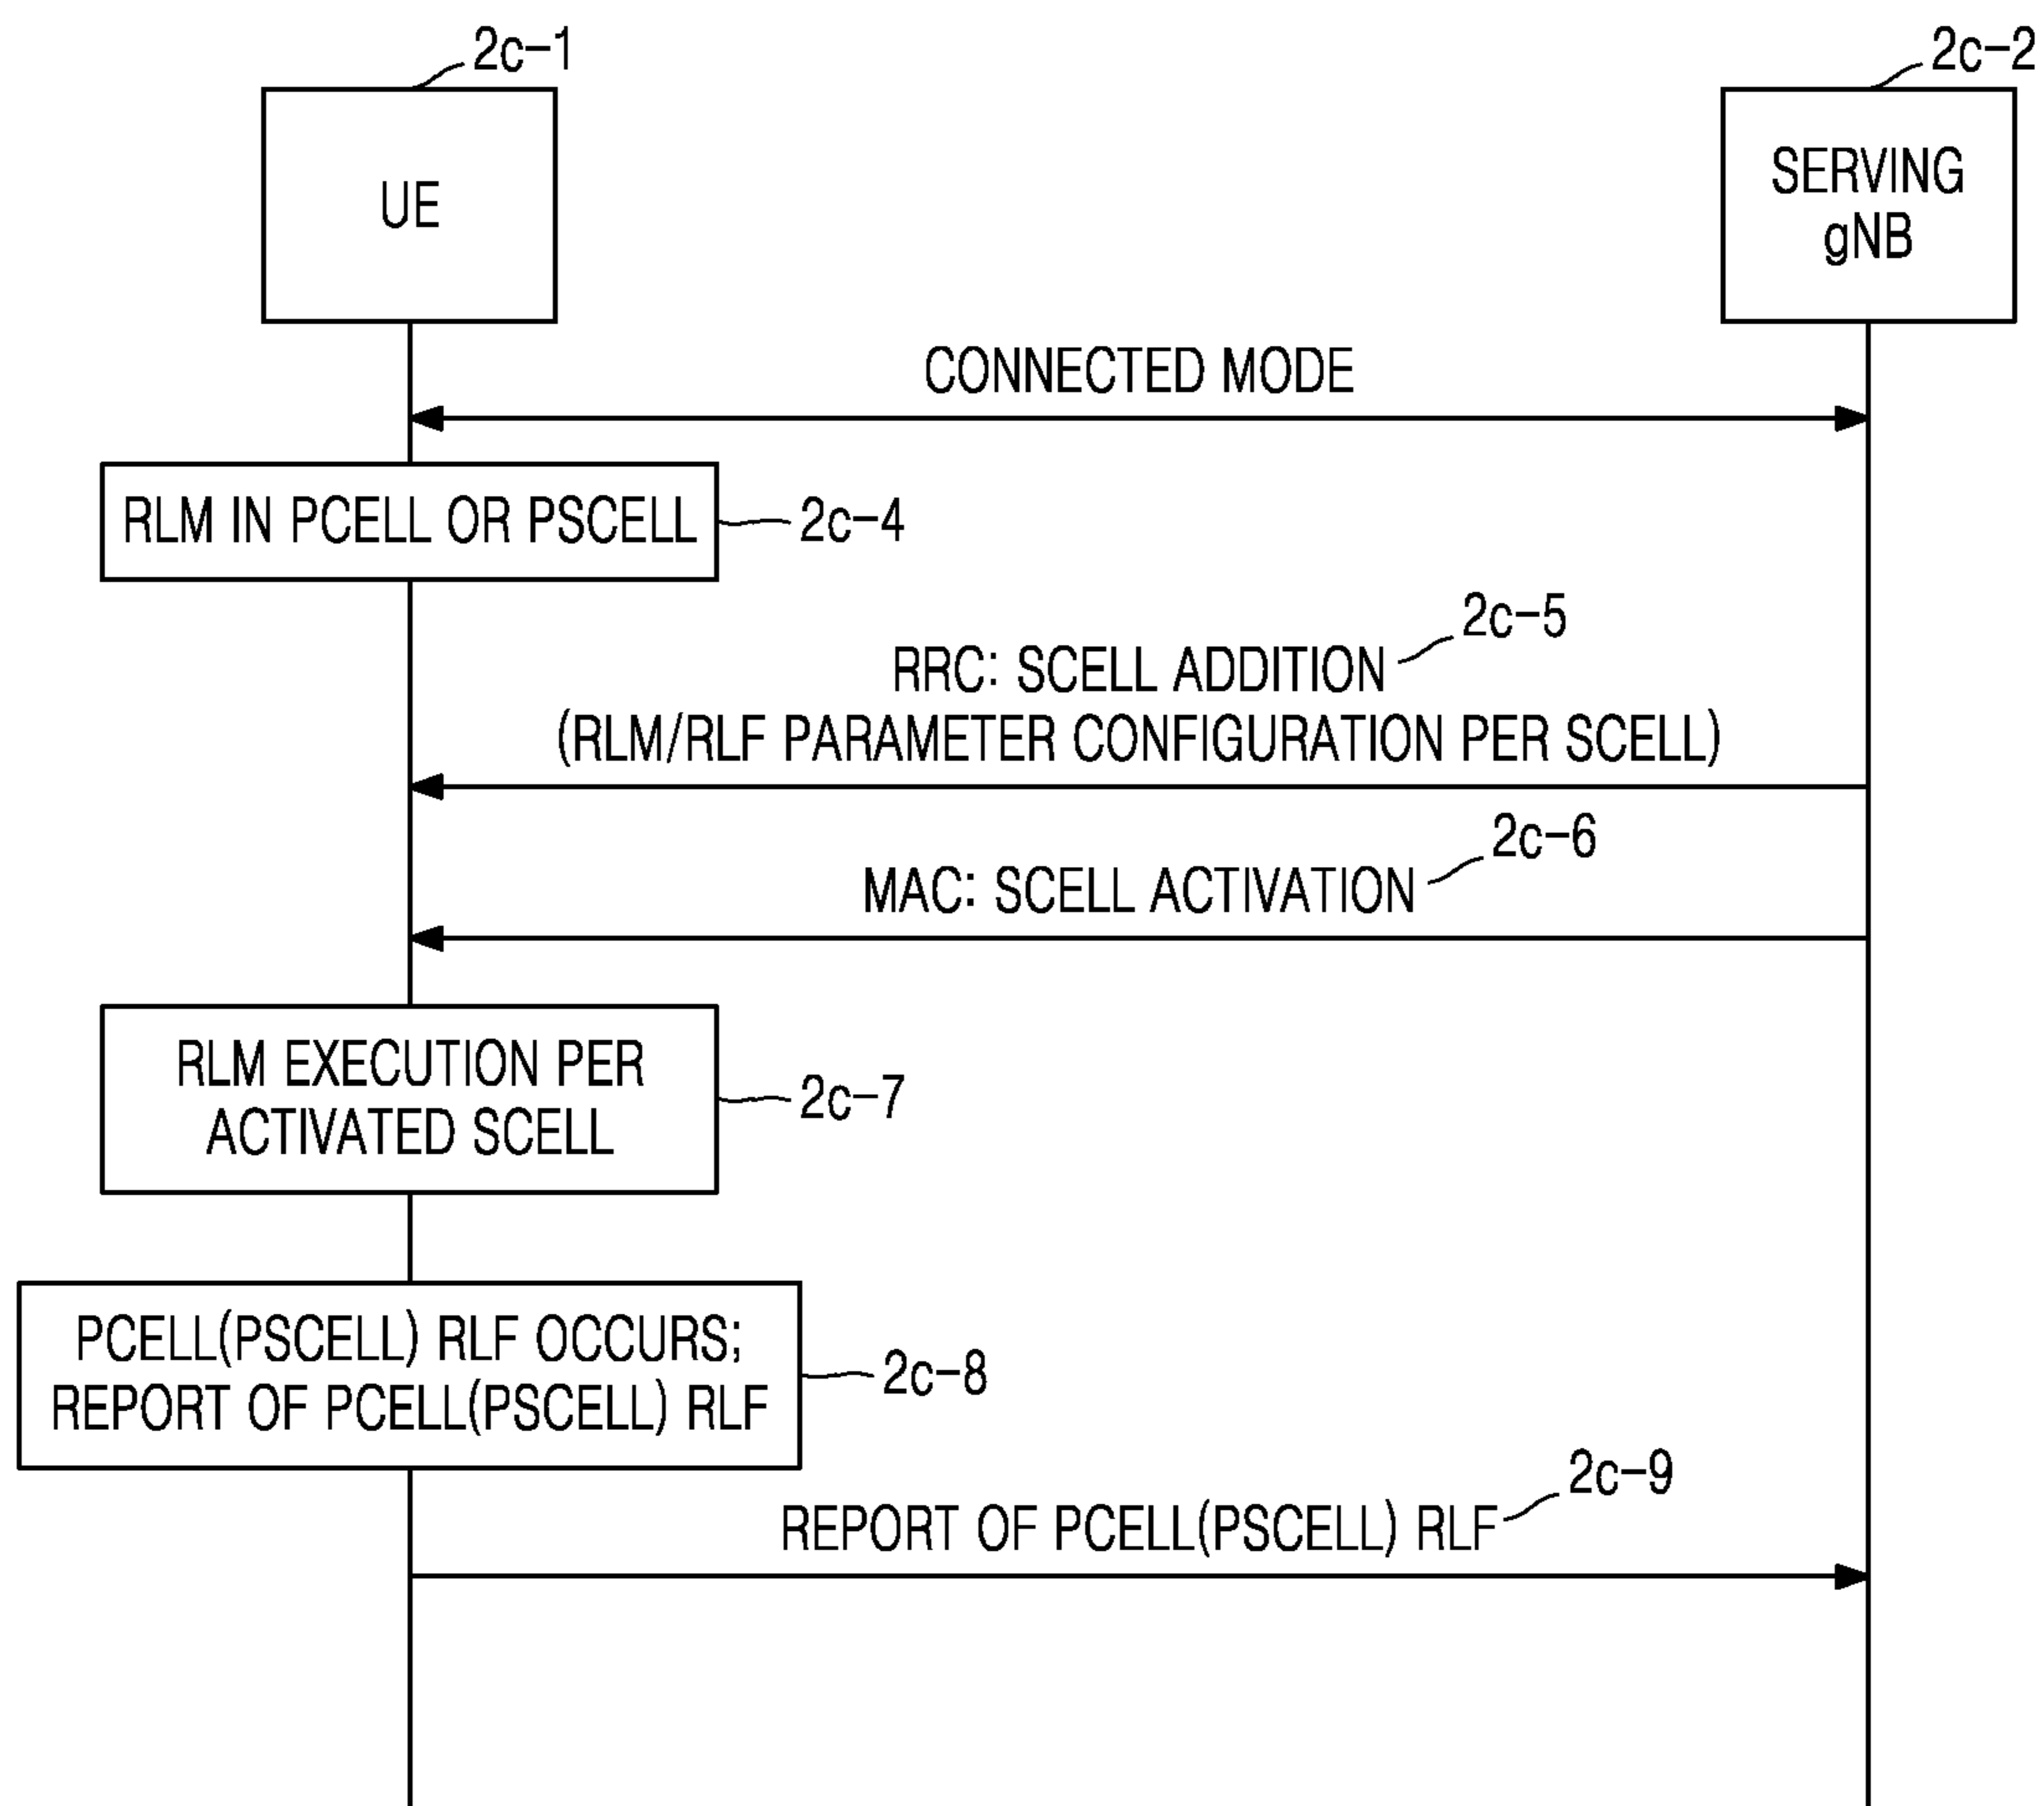 2c-1
2c-2
UE
SERVING
gNB
CONNECTED MODE
RLM IN PCELL OR PSCELL
2c-4
2c-5
RRC: SCELL ADDITION
(RLM/RLF PARAMETER CONFIGURATION PER SCELL)
2c-6
MAC: SCELL ACTIVATION
RLM EXECUTION PER
ACTIVATED SCELL
2c-7
PCELL(PSCELL) RLF OCCURS;
REPORT OF PCELL(PSCELL) RLF
2c-8
2c-9
REPORT OF PCELL(PSCELL) RLF